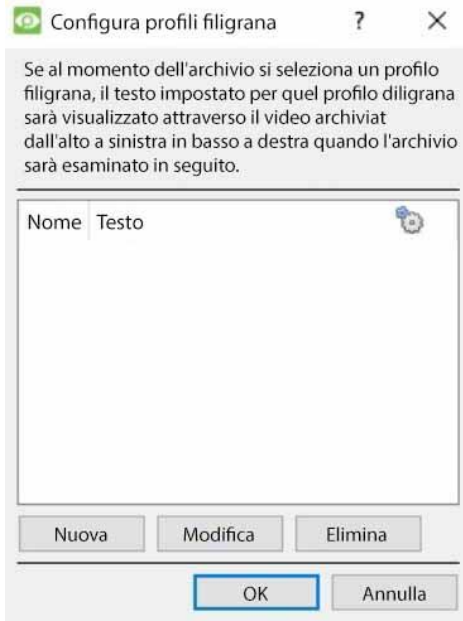 Configura profili filigrana ?
Se al momento dell'archivio si seleziona un profilo
filigrana, il testo impostato per quel profilo diligrana
sarà visualizzato attraverso il video archiviat
dall'alto a sinistra in basso a destra quando l'archivio
sarà esaminato in seguito.
Nome Testo
Nuova Modifica Elimina
OK Annulla